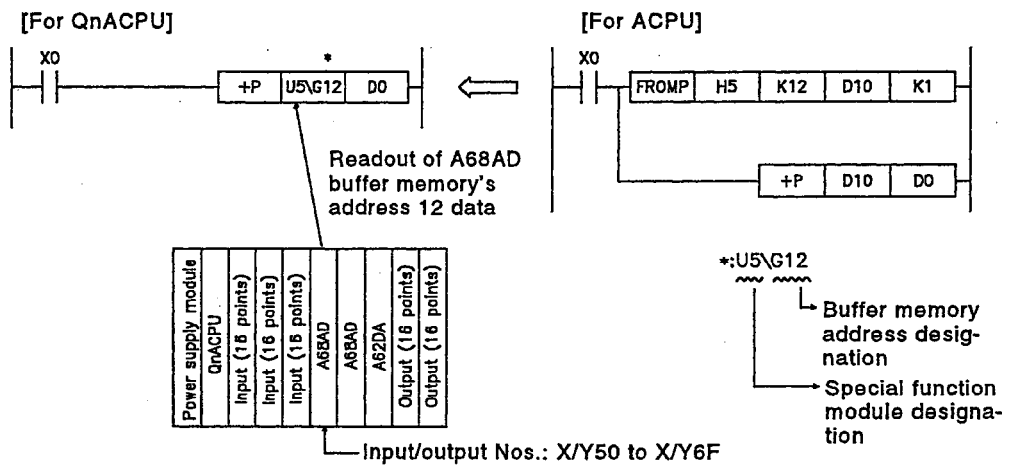 [For QnACPU]
X0
*
+P U5\G12 D0
Readout of A68AD
buffer memory's
address 12 data
[For ACPU]
X0
FROMP H5 K12 D10 K1
+P D10 D0
Power supply module
QnACPU
Input (16 points)
Input (16 points)
Input (16 points)
A68AD
A68AD
A62DA
Output (16 points)
Output (16 points)
Input/output Nos.: X/Y50 to X/Y6F
*:U5\G12
Buffer memory
address desig-
nation
Special function
module designa-
tion